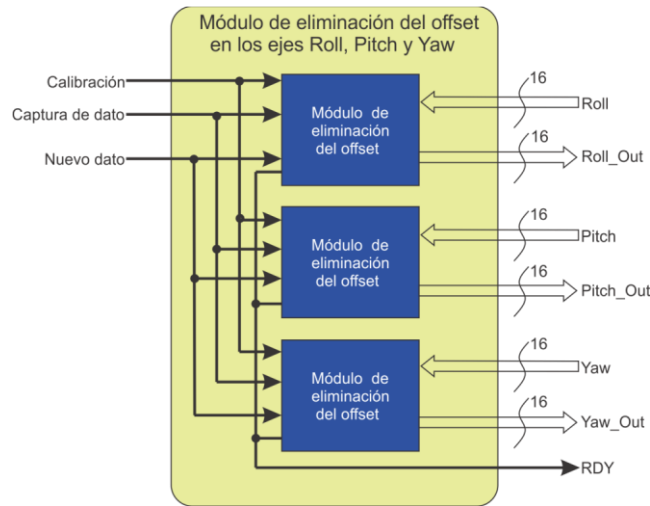 Módulo de eliminación del offset
en los ejes Roll, Pitch y Yaw
Calibración
Captura de dato
Nuevo dato
Módulo de
eliminación
del offset
16
Roll
16
Roll_Out
Módulo de
eliminación
del offset
16
Pitch
16
Pitch_Out
Módulo de
eliminación
del offset
16
Yaw
16
Yaw_Out
RDY